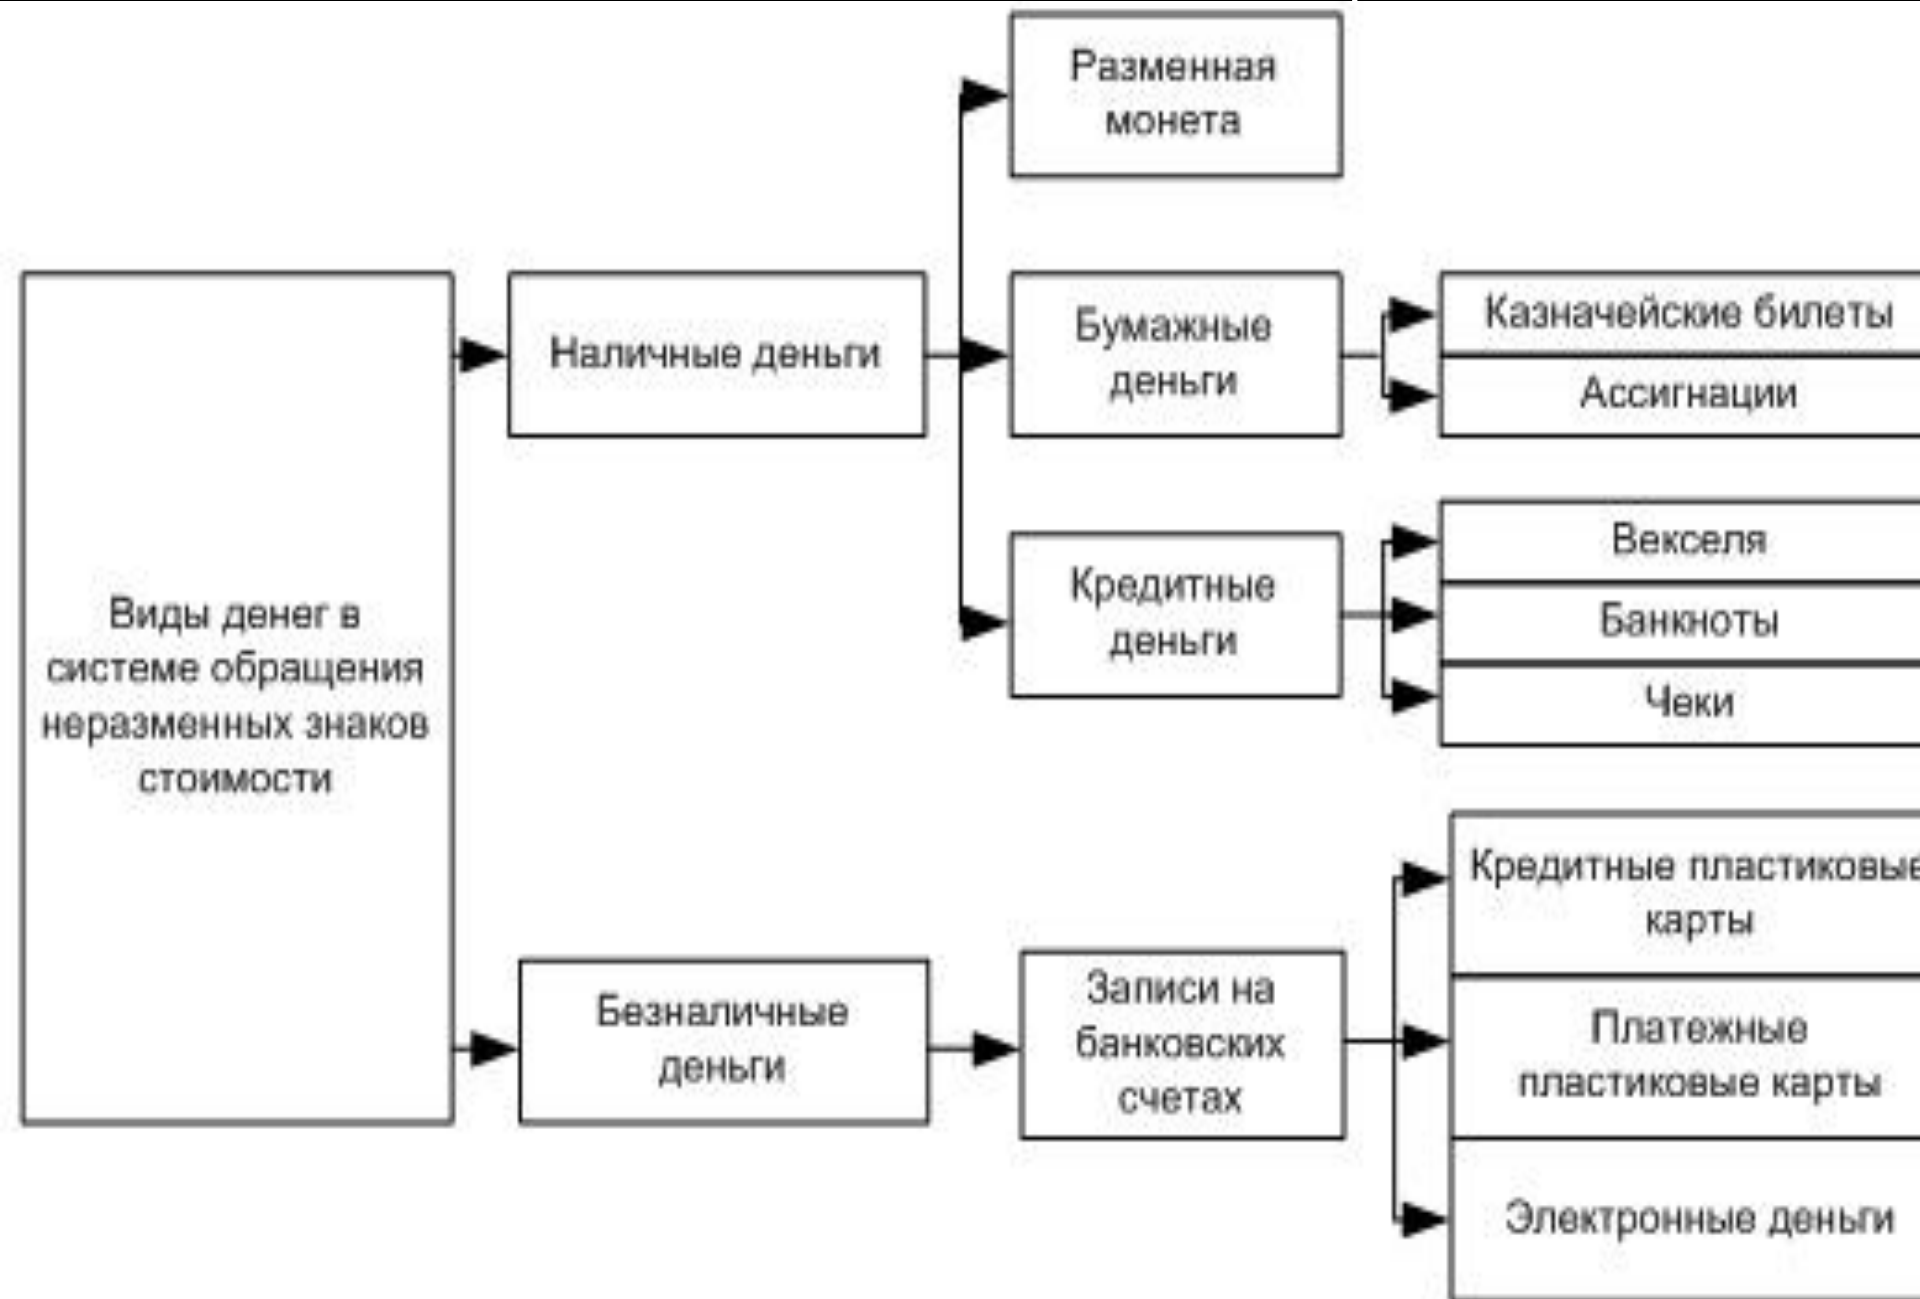 Разменная
монета
Виды денег в
системе обращения
неразменных знаков
стоимости
Наличные деньги
Бумажные
деньги
Казначейские билеты
Ассигнации
Кредитные
деньги
Векселя
Банкноты
Чеки
Безналичные
деньги
Записи на
банковских
счетах
Кредитные пластиковые
карты
Платежные
пластиковые карты
Электронные деньги